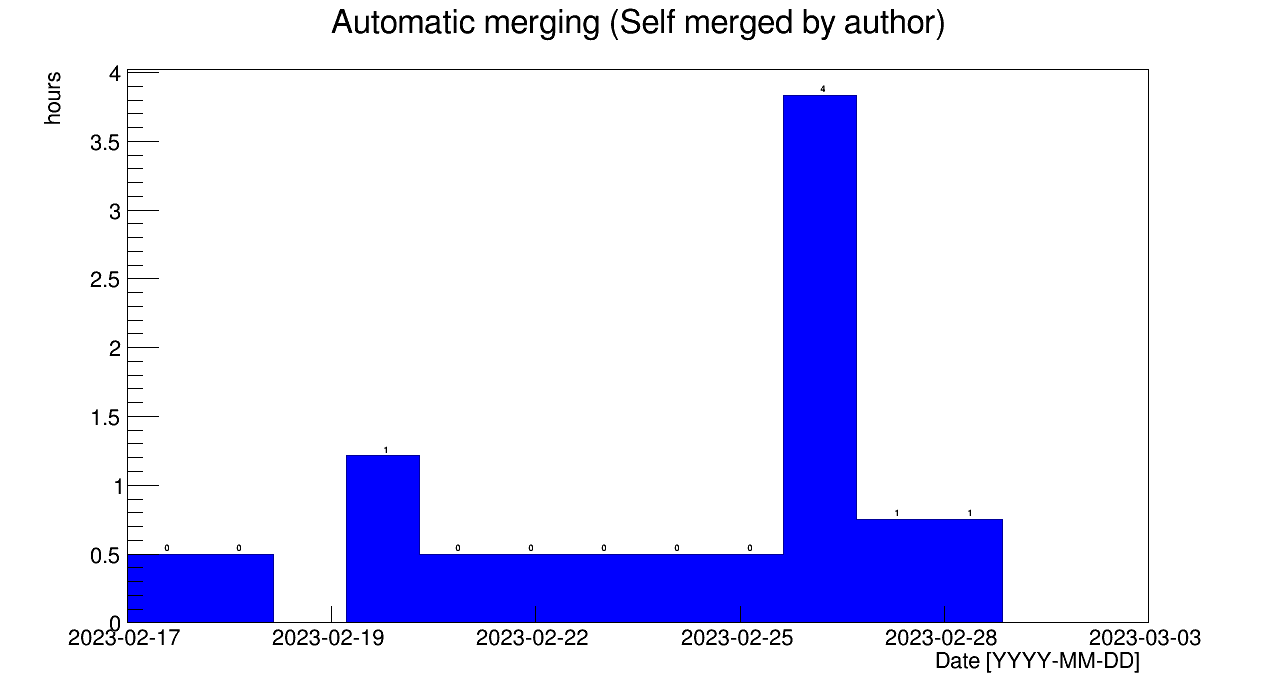 Automatic merging (Self merged by author)
hours
4
3.5
3
2.5
2
1.5
1
0.5
0
0 0 1 0 0 0 0 0 4 1 1
2023-02-17 2023-02-19 2023-02-22 2023-02-25 2023-02-28 2023-03-03
Date [YYYY-MM-DD]